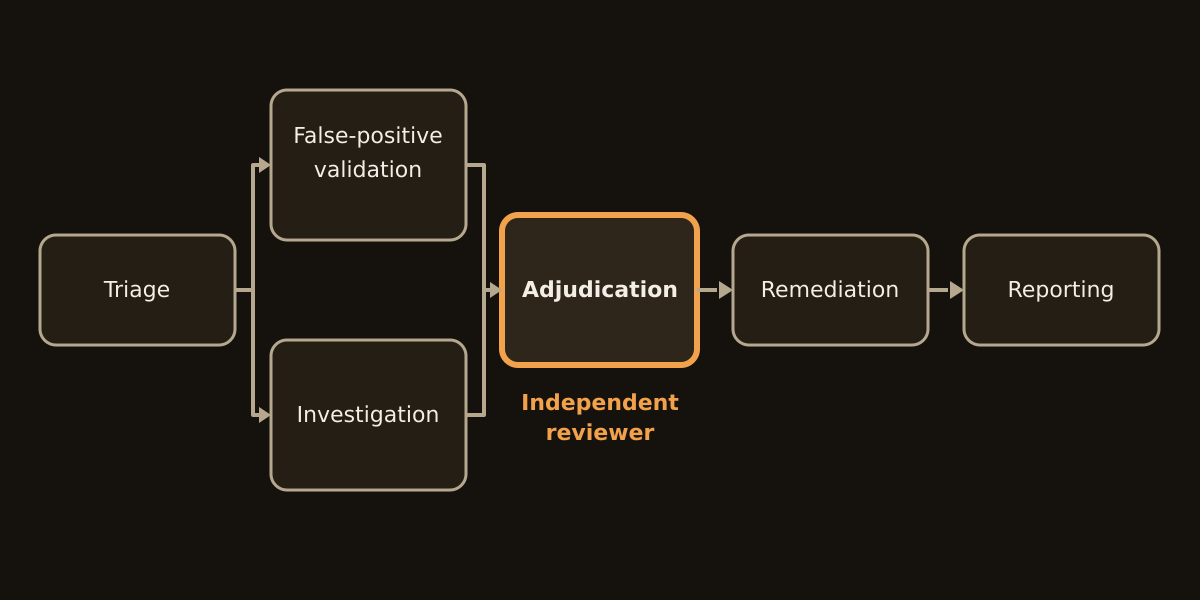 Triage
False-positive
validation
Investigation
Adjudication
Independent
reviewer
Remediation
Reporting